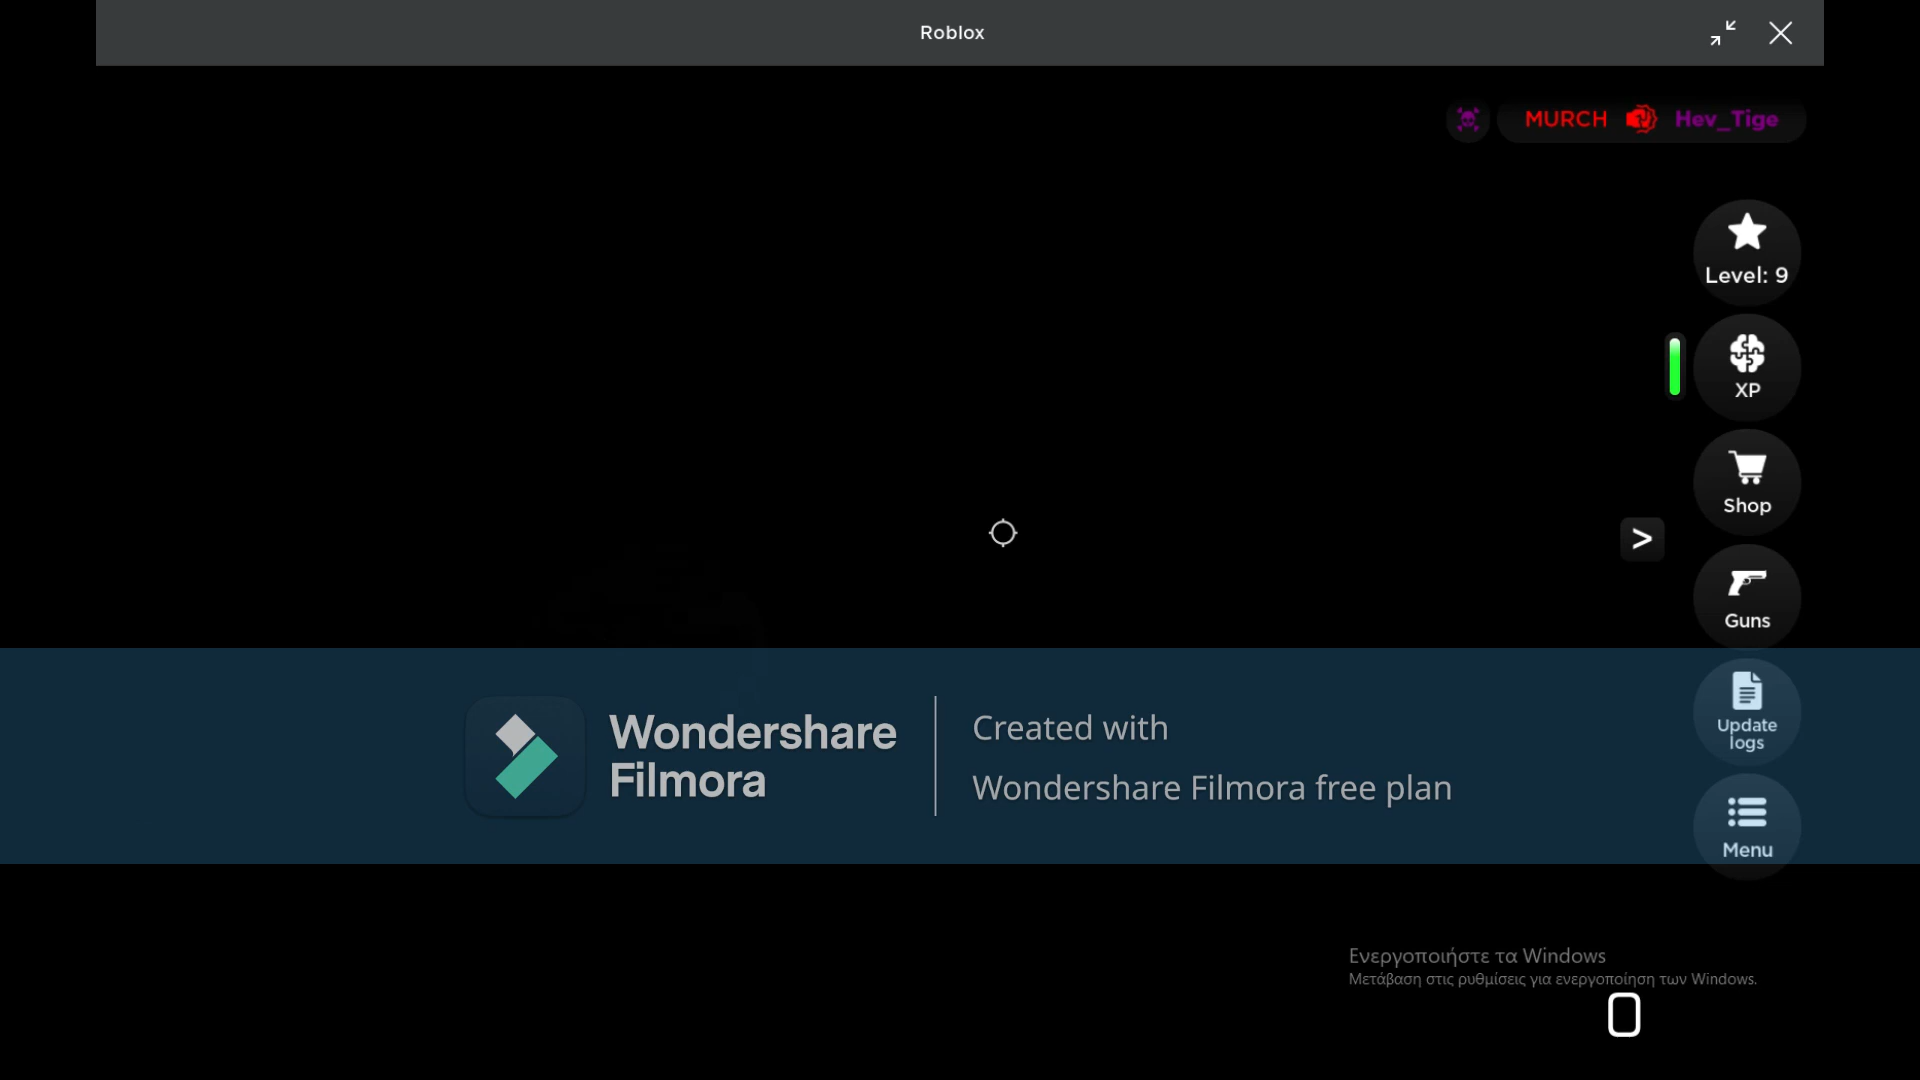 Roblox
MURCH Hev_Tige
Level: 9
XP
Shop
>
Guns
Update
logs
Menu
Wondershare
Filmora
Created with
Wondershare Filmora free plan
Ενεργοποιήστε τα Windows
Μετάβαση στις ρυθμίσεις για ενεργοποίηση των Windows.
0